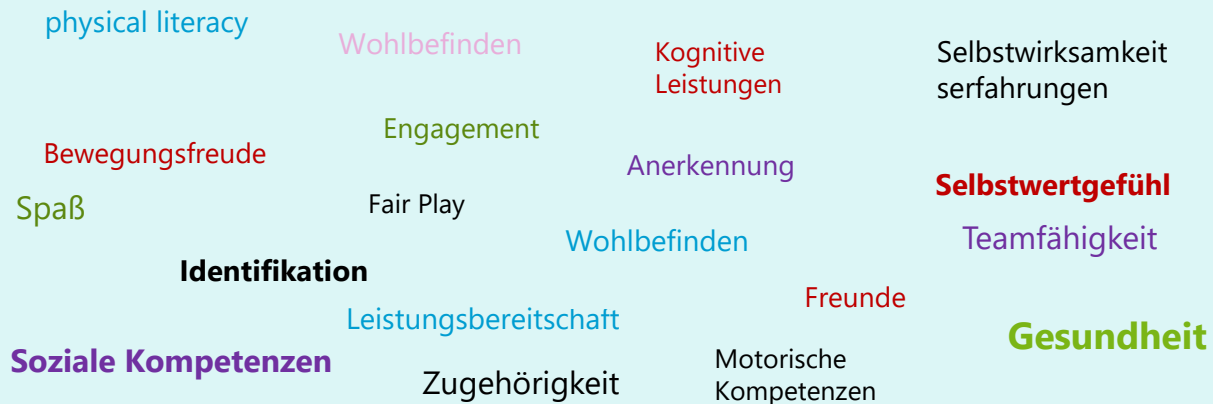 physical literacy
Wohlbefinden
Kognitive
Leistungen
Selbstwirksamkeit
serfahrungen
Engagement
Bewegungsfreude
Anerkennung
Selbstwertgefühl
Spaß
Fair Play
Wohlbefinden
Teamfähigkeit
Identifikation
Freunde
Leistungsbereitschaft
Gesundheit
Soziale Kompetenzen
Motorische
Kompetenzen
Zugehörigkeit